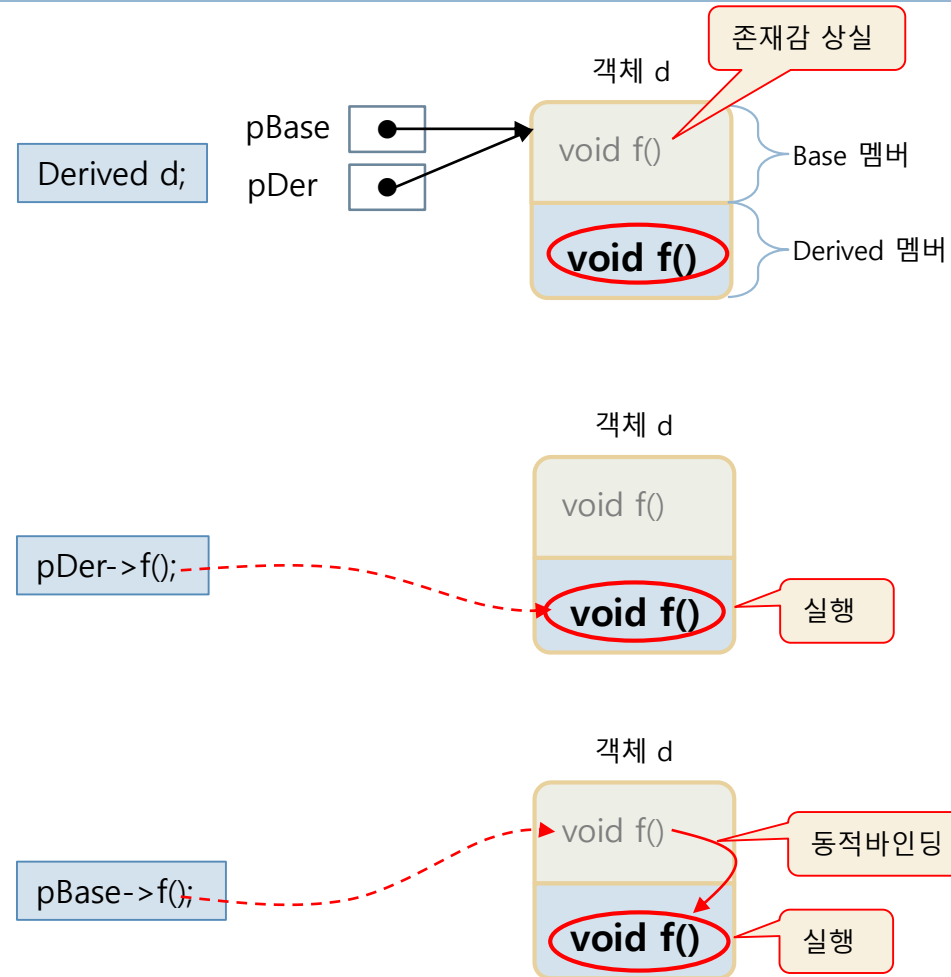 존재감 상실
객체 d
pBase
void f()
Base 멤버
Derived d;
pDer
void f()
Derived 멤버
객체 d
void f()
pDer->f();
void f()
실행
객체 d
void f()
동적바인딩
pBase->f();
void f()
실행